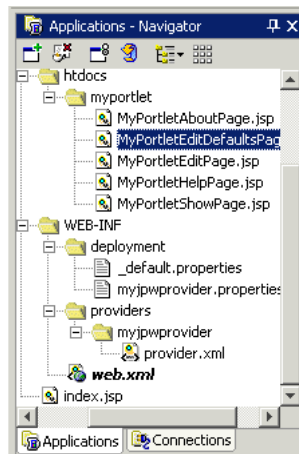 Applications - Navigator
htdocs
myportlet
MyPortletAboutPage.jsp
MyPortletEditDefaultsPag
MyPortletEditPage.jsp
MyPortletHelpPage.jsp
MyPortletShowPage.jsp
WEB-INF
deployment
_default.properties
myjpwprovider.properties
providers
myjpwprovider
provider.xml
web.xml
index.jsp
Applications
Connections